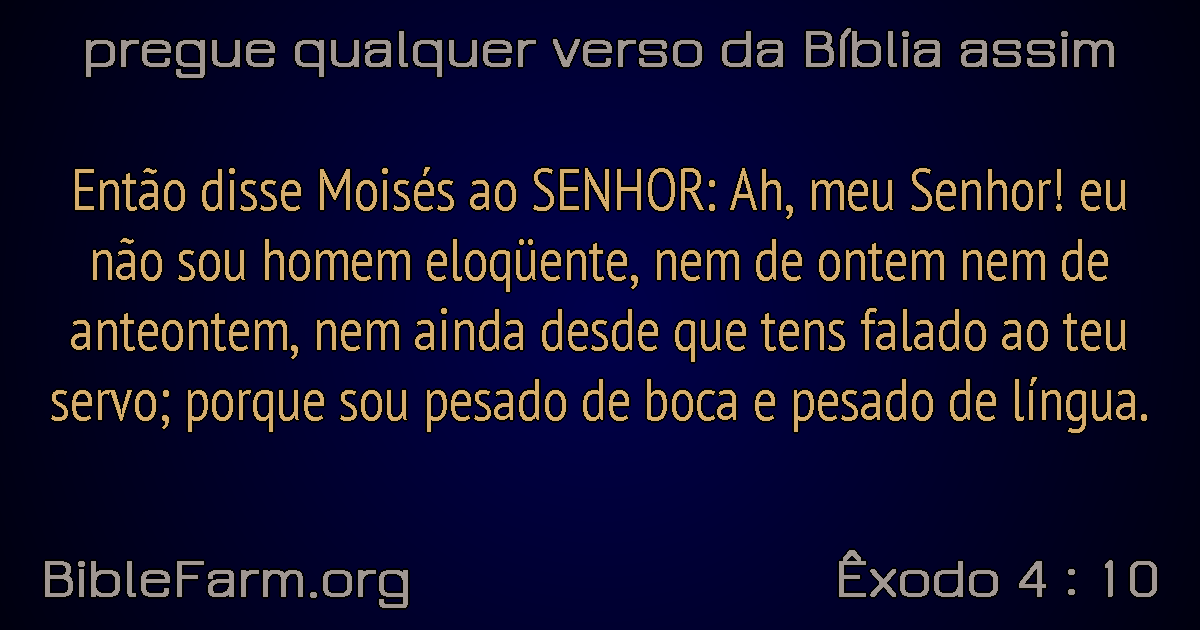 pregue qualquer verso da Bíblia assim
Então disse Moisés ao SENHOR: Ah, meu Senhor! eu
não sou homem eloqüente, nem de ontem nem de
anteontem, nem ainda desde que tens falado ao teu
servo; porque sou pesado de boca e pesado de língua.
BibleFarm.org
Êxodo 4 : 10